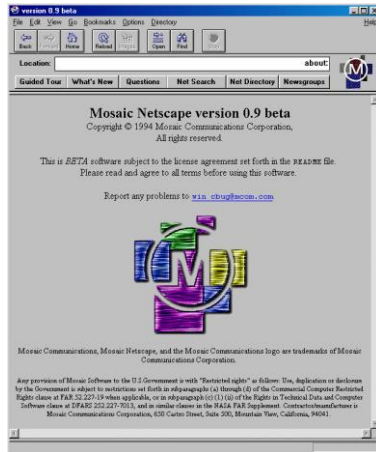 version 0.9 beta
File Edit View Go Bookmarks Options Directory Help
Back Forward Home Reload Images Open Find Stop
Location: about:
Guided Tour What's New Questions Net Search Net Directory Newsgroups
Mosaic Netscape version 0.9 beta
Copyright © 1994 Mosaic Communications Corporation,
All rights reserved.
This is BETA software subject to the license agreement set forth in the README file.
Please read and agree to all terms before using this software.
Report any problems to win_cbug@mcom.com.
M
Mosaic Communications, Mosaic Netscape, and the Mosaic Communications logo are trademarks of Mosaic
Communications Corporation.
Any provision of Mosaic Software to the U.S.Government is with "Restricted rights" as follows: Use, duplication or disclosure
by the Government is subject to restrictions set forth in subparagraphs (a) through (d) of the Commercial Computer Restricted
Rights clause at FAR 52.227-19 when applicable, or in subparagraph (c) (1) (ii) of the Rights in Technical Data and Computer
Software clause at DFARS 252.227-7013, and in similar clauses in the NASA FAR Supplement. Contractor/manufacturer is
Mosaic Communications Corporation, 650 Castro Street, Suite 500, Mountain View, California, 94041.